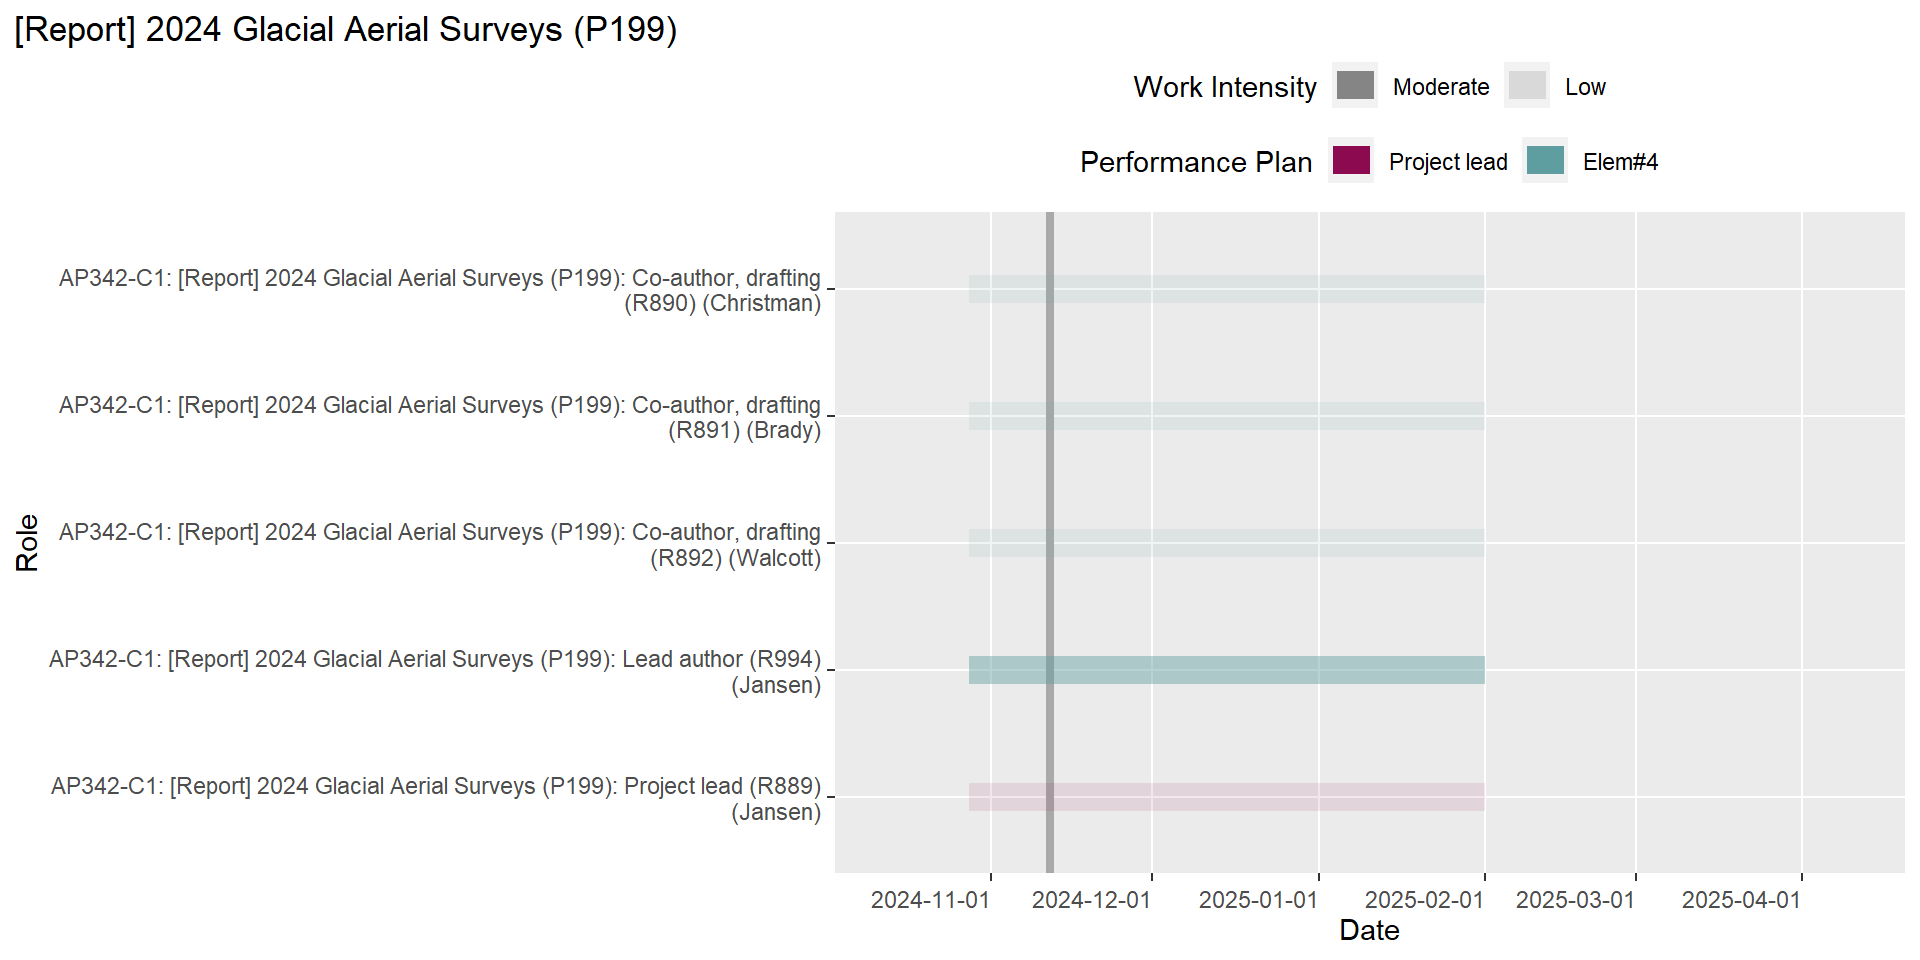 [Report] 2024 Glacial Aerial Surveys (P199)
Work Intensity Moderate Low
Performance Plan Project lead Elem#4
AP342-C1: [Report] 2024 Glacial Aerial Surveys (P199): Co-author, drafting
(R890) (Christman)
AP342-C1: [Report] 2024 Glacial Aerial Surveys (P199): Co-author, drafting
(R891) (Brady)
AP342-C1: [Report] 2024 Glacial Aerial Surveys (P199): Co-author, drafting
(R892) (Walcott)
AP342-C1: [Report] 2024 Glacial Aerial Surveys (P199): Lead author (R994)
(Jansen)
AP342-C1: [Report] 2024 Glacial Aerial Surveys (P199): Project lead (R889)
(Jansen)
Role
2024-11-01 2024-12-01 2025-01-01 2025-02-01 2025-03-01 2025-04-01
Date